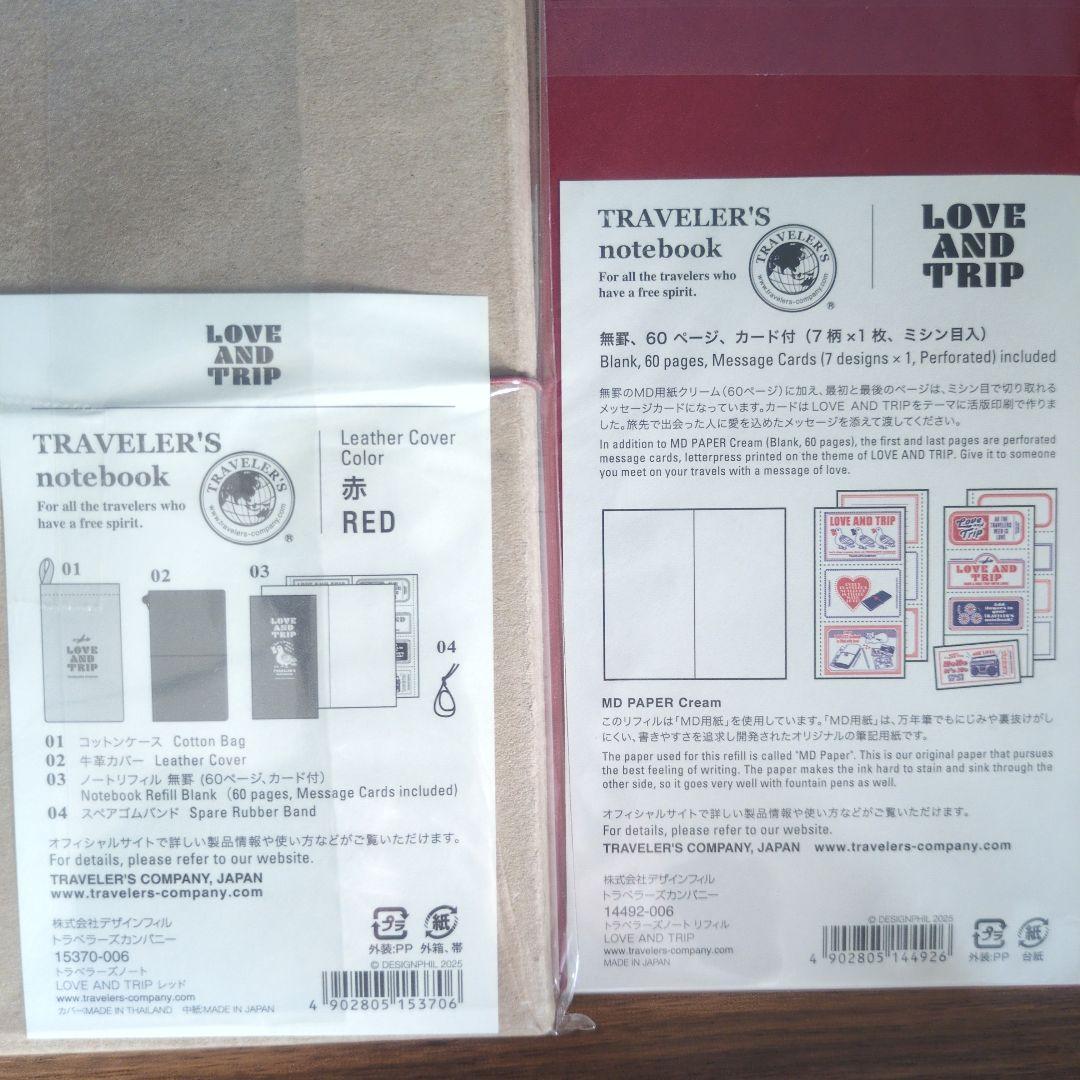 LOVE
AND
TRIP
TRAVELER'S
notebook
For all the travelers who
have a free spirit.
TRAVELER'S
www.travelers-company.com
®
Leather Cover
Color
赤
RED
01
02
03
04
LOVE
AND
TRIP
LOVE
AND
TRIP
01 コットンケース Cotton Bag
02 牛革カバー Leather Cover
03 ノートリフィル 無罫 (60ページ、カード付)
Notebook Refill Blank (60 pages, Message Cards included)
04 スペアゴムバンド Spare Rubber Band
オフィシャルサイトで詳しい製品情報や使い方などがご覧いただけます。
For details, please refer to our website.
TRAVELER'S COMPANY, JAPAN
www.travelers-company.com
株式会社デザインフィル
トラベラーズカンパニー
15370-006
トラベラーズノート
LOVE AND TRIP レッド
www.travelers-company.com
カバー:MADE IN THAILAND 中紙:MADE IN JAPAN
プラ
外装:PP
紙
外箱、帯
© DESIGNPHIL 2025
4 902805 153706
TRAVELER'S
notebook
For all the travelers who
have a free spirit.
TRAVELER'S
www.travelers-company.com
®
LOVE
AND
TRIP
無罫、60 ページ、カード付 (7 柄 ×1 枚、ミシン目入)
Blank, 60 pages, Message Cards (7 designs × 1, Perforated) included
無罫のMD用紙クリーム(60ページ)に加え、最初と最後のページは、ミシン目で切り取れる
メッセージカードになっています。カードは LOVE AND TRIPをテーマに活版印刷で作りま
した。旅先で出会った人に愛を込めたメッセージを添えて渡してください。
In addition to MD PAPER Cream (Blank, 60 pages), the first and last pages are perforated
message cards, letterpress printed on the theme of LOVE AND TRIP. Give it to someone
you meet on your travels with a message of love.
LOVE AND TRIP
Love and Trip
LOVE AND
TRIP
MD PAPER Cream
このリフィルは「MD用紙」を使用しています。「MD用紙」は、万年筆でもにじみや裏抜けがし
にくい、書きやすさを追求し開発されたオリジナルの筆記用紙です。
The paper used for this refill is called "MD Paper". This is our original paper that pursues
the best feeling of writing. The paper makes the ink hard to stain and sink through the
other side, so it goes very well with fountain pens as well.
オフィシャルサイトで詳しい製品情報や使い方などがご覧いただけます。
For details, please refer to our website.
TRAVELER'S COMPANY, JAPAN www.travelers-company.com
株式会社デザインフィル
トラベラーズカンパニー
14492-006
トラベラーズノート リフィル
LOVE AND TRIP
www.travelers-company.com
MADE IN JAPAN
© DESIGNPHIL 2025
4 902805 144926
プラ
外装:PP
紙
台紙